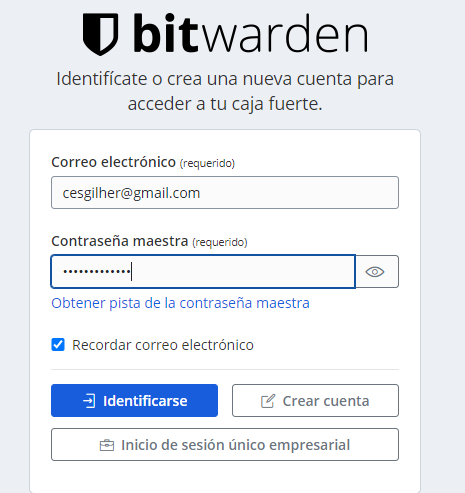 bitwarden
Identifícate o crea una nueva cuenta para
acceder a tu caja fuerte.
Correo electrónico (requerido)
cesgilher@gmail.com
Contraseña maestra (requerido)
•••••••••••••
Obtener pista de la contraseña maestra
Recordar correo electrónico
Identificarse
Crear cuenta
Inicio de sesión único empresarial